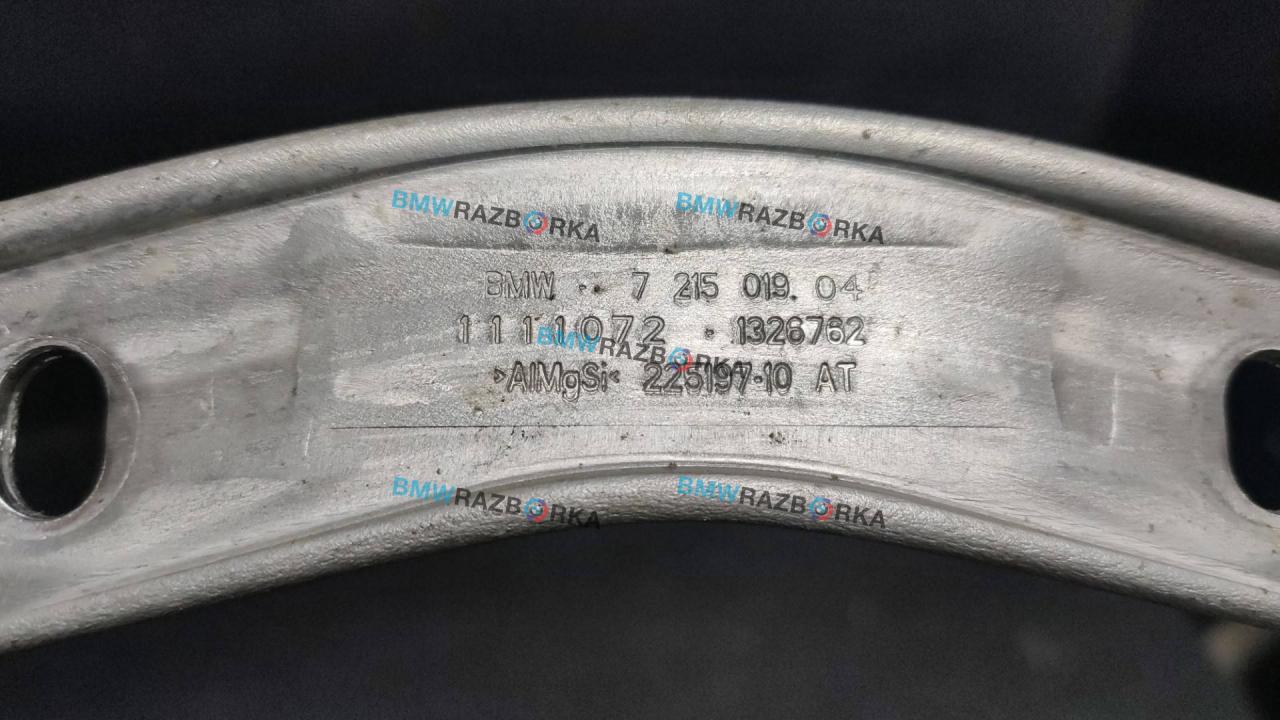 BMWRAZBORKA BMWRAZBORKA
BMW 7 215 019. 04
1111072 • 1326762
BMWRAZBORKA
>AlMgSi< 225197-10 AT
BMWRAZBORKA BMWRAZBORKA